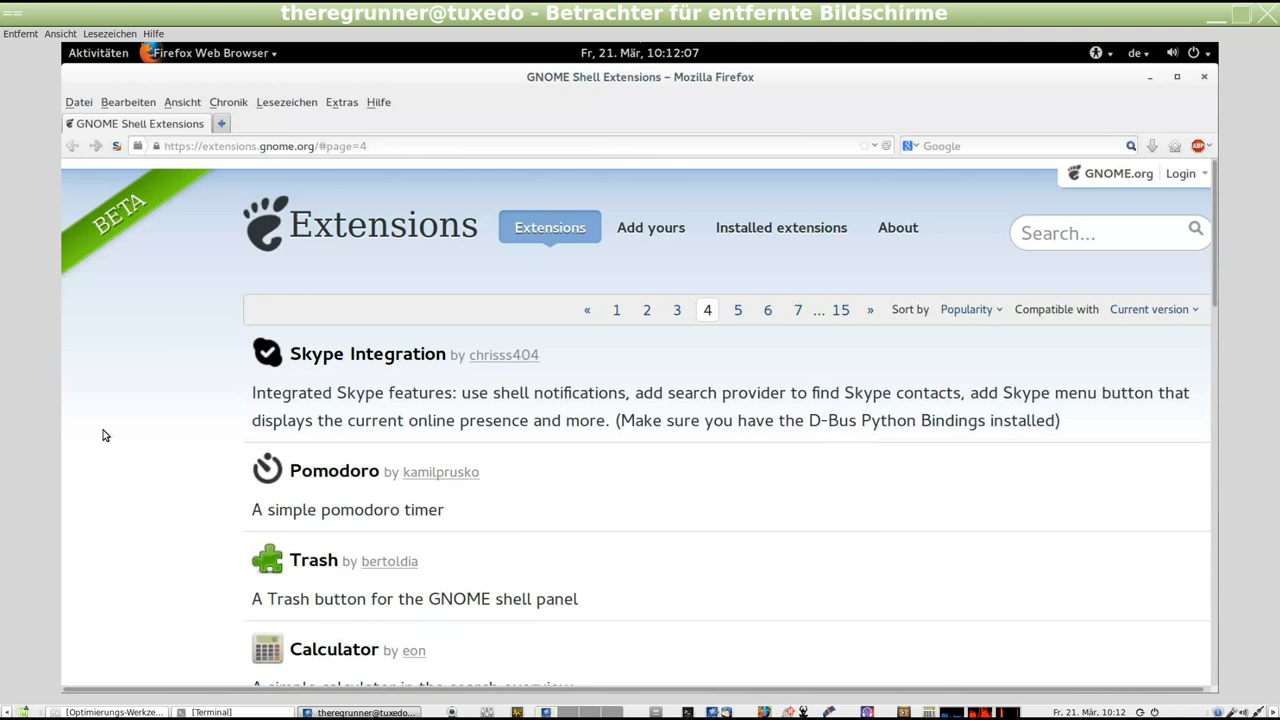 theregrunner@tuxedo - Betrachter für entfernte Bildschirme
Entfernt Ansicht Lesezeichen Hilfe
Aktivitäten Firefox Web Browser Fr, 21. Mär, 10:12:07 de
GNOME Shell Extensions – Mozilla Firefox
Datei Bearbeiten Ansicht Chronik Lesezeichen Extras Hilfe
GNOME Shell Extensions
https://extensions.gnome.org/#page=4 Google ABP
BETA
GNOME.org Login
Extensions Extensions Add yours Installed extensions About Search...
« 1 2 3 4 5 6 7 ... 15 » Sort by Popularity Compatible with Current version
Skype Integration by chrisss404
Integrated Skype features: use shell notifications, add search provider to find Skype contacts, add Skype menu button that
displays the current online presence and more. (Make sure you have the D-Bus Python Bindings installed)
Pomodoro by kamilprusko
A simple pomodoro timer
Trash by bertoldia
A Trash button for the GNOME shell panel
Calculator by eon
A simple calculator in the search overview
[Optimierungs-Werkze... [Terminal] theregrunner@tuxedo... Fr, 21. Mär, 10:12